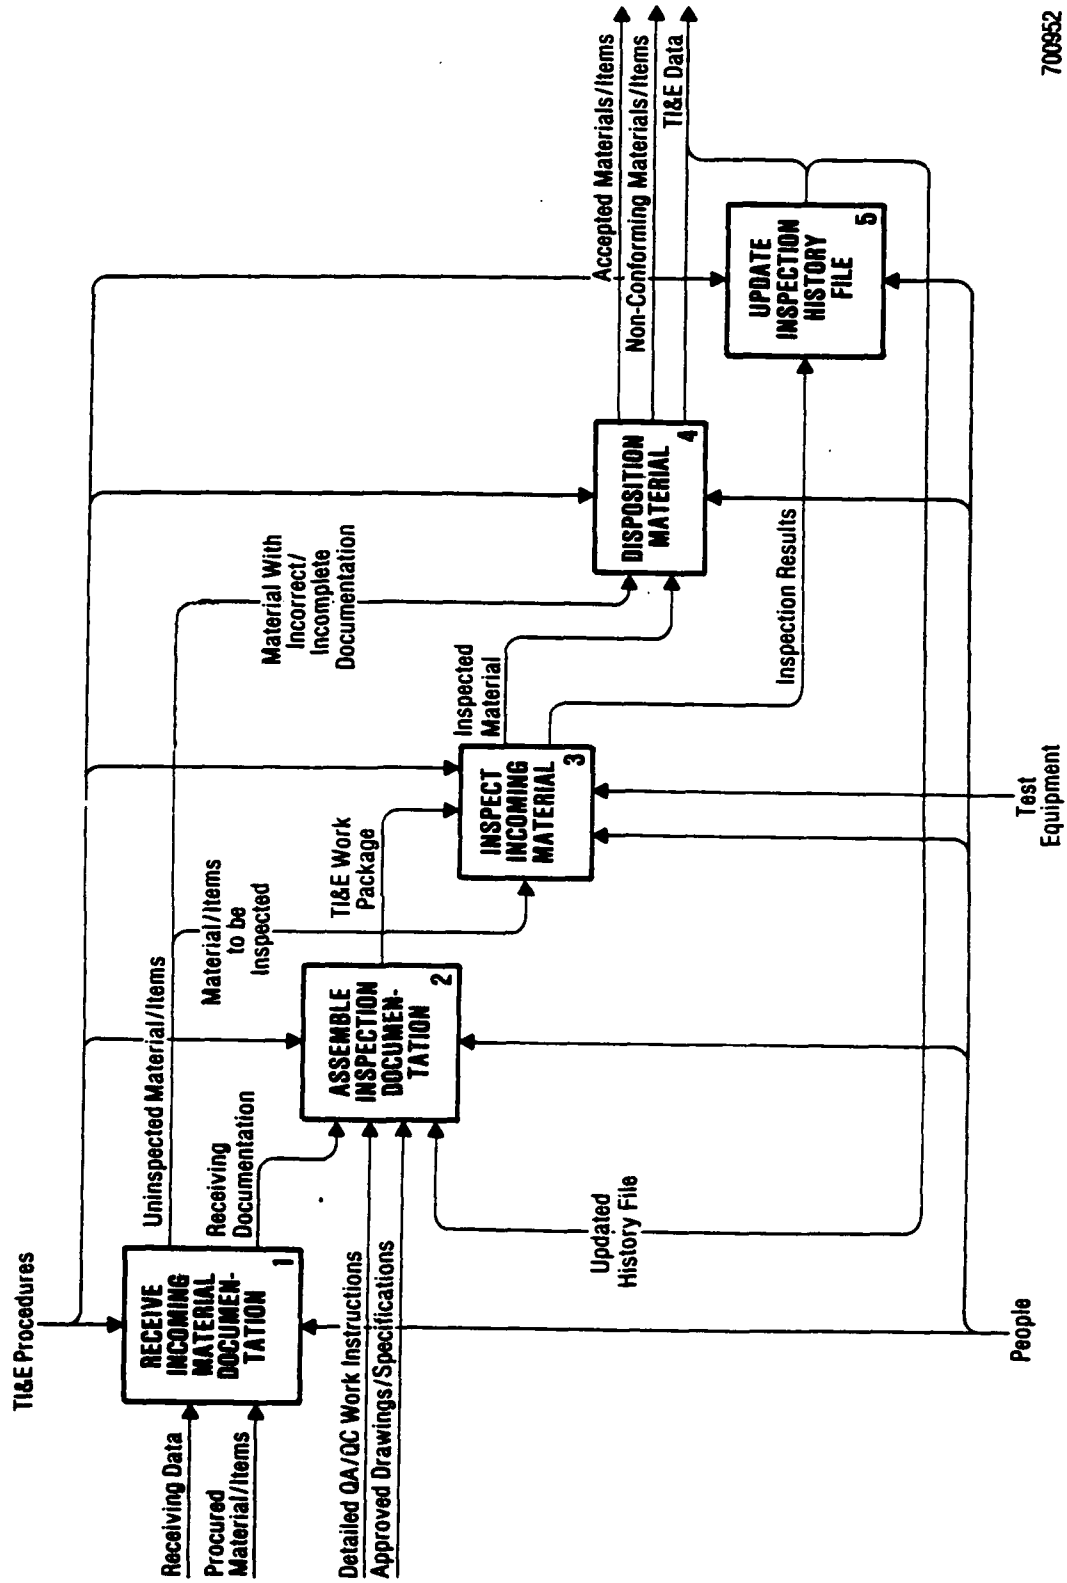 TI&E Procedures
Receiving Data
Procured
Material/Items
RECEIVE
INCOMING
MATERIAL
DOCUMEN-
TATION
1
Uninspected Material/Items
Receiving
Documentation
Detailed QA/QC Work Instructions
Approved Drawings/Specifications
ASSEMBLE
INSPECTION
DOCUMEN-
TATION
2
Updated
History File
Material/Items
to be
Inspected
TI&E Work
Package
INSPECT
INCOMING
MATERIAL
3
Inspected
Material
Material With
Incorrect/
Incomplete
Documentation
DISPOSITION
MATERIAL
4
Inspection Results
UPDATE
INSPECTION
HISTORY
FILE
5
Accepted Materials/Items
Non-Conforming Materials/Items
TI&E Data
People
Test
Equipment
700952